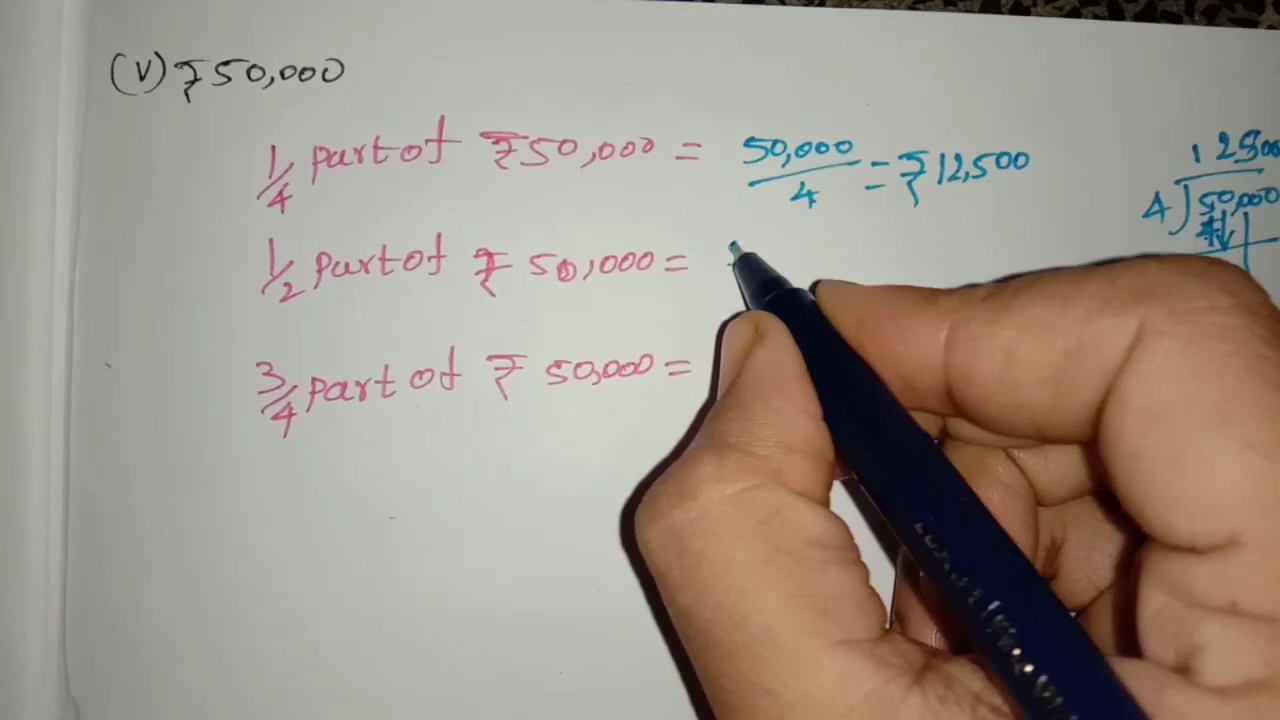 (V) ₹50,000
1/4 part of ₹50,000 = 50,000/4 = ₹12,500
12500
4)50,000
1/2 part of ₹50,000 =
3/4 part of ₹50,000 =